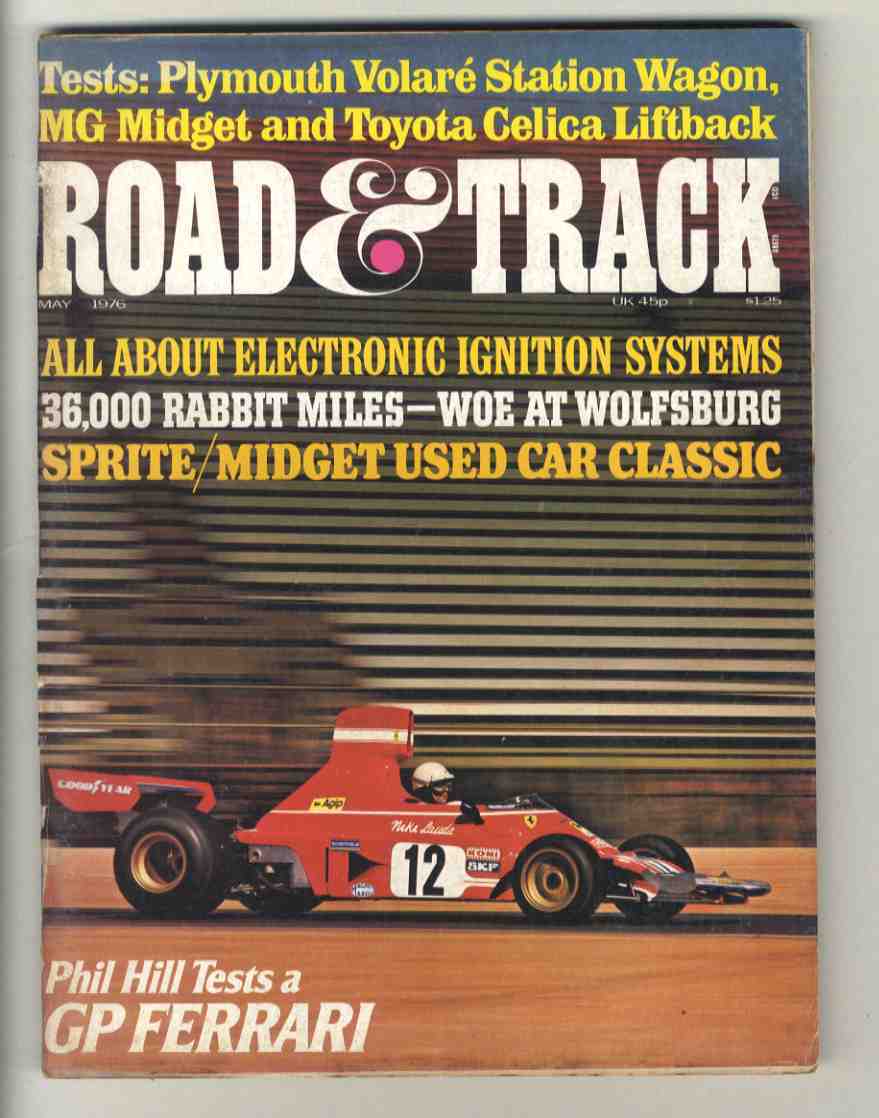 Tests: Plymouth Volaré Station Wagon,
MG Midget and Toyota Celica Liftback
ROAD & TRACK
MAY 1976 UK 45p $1.25
ALL ABOUT ELECTRONIC IGNITION SYSTEMS
36,000 RABBIT MILES—WOE AT WOLFSBURG
SPRITE/MIDGET USED CAR CLASSIC
GOODYEAR
Agip
Niki Lauda
12
SKF
Phil Hill Tests a
GP FERRARI